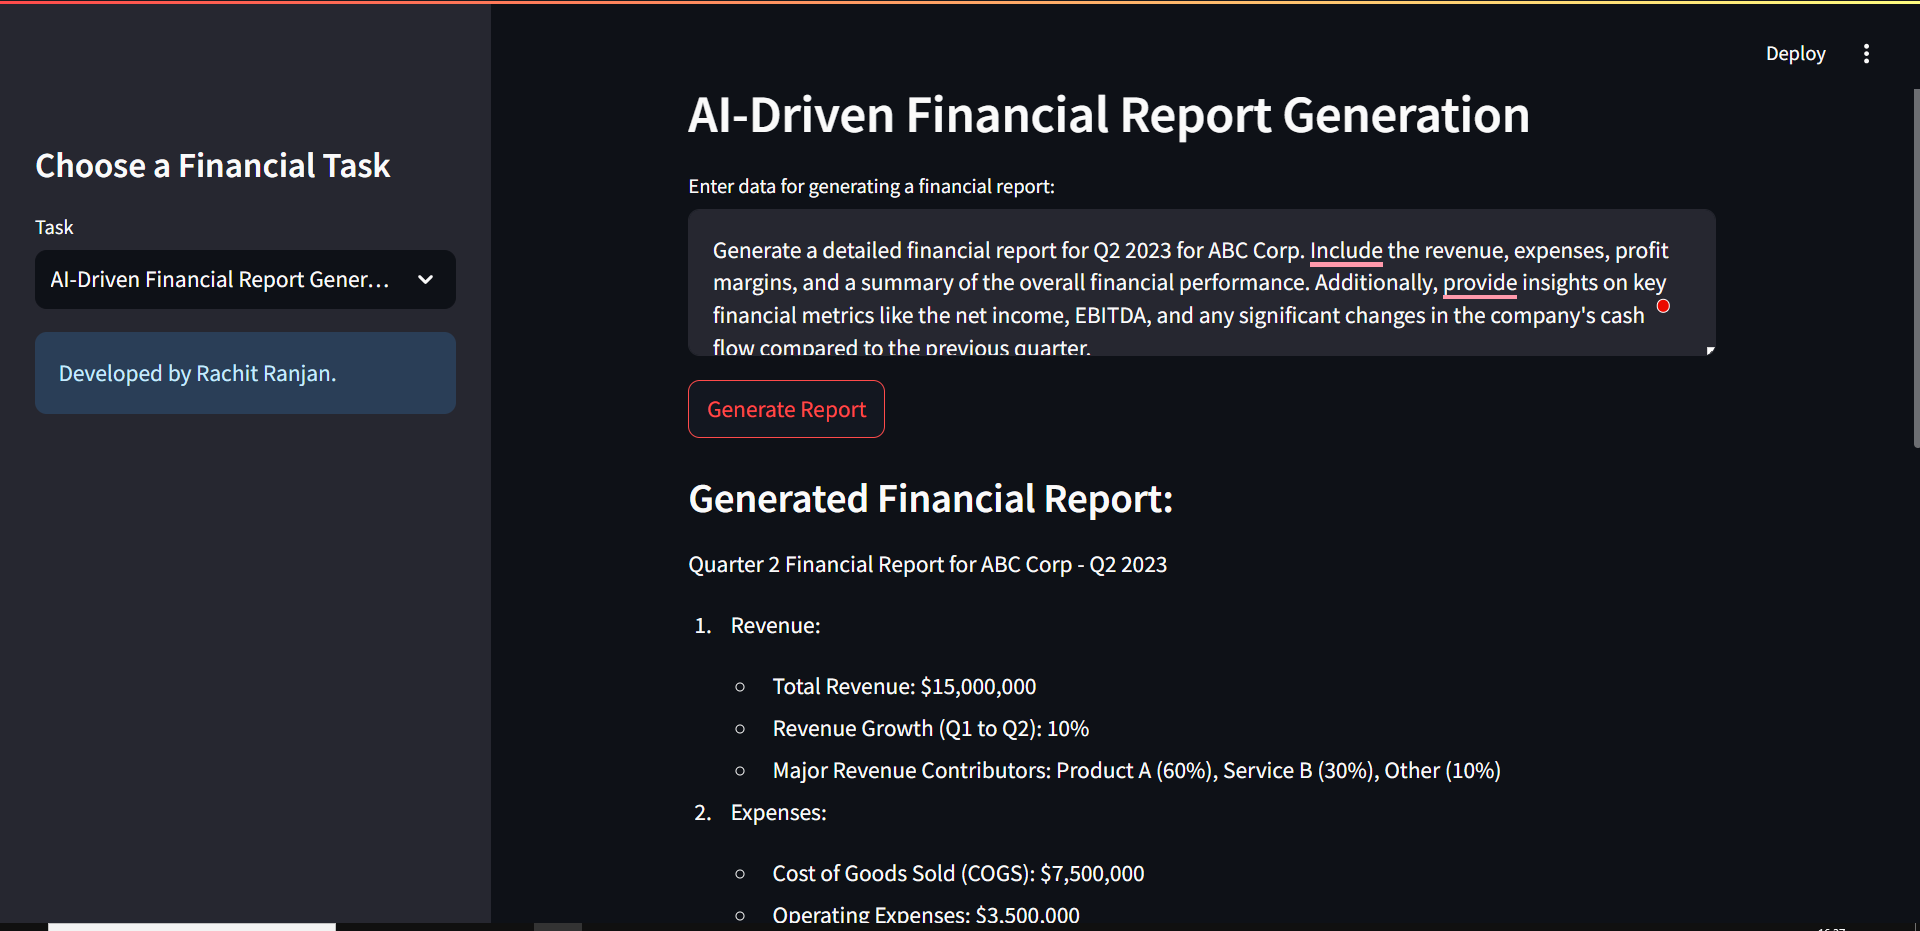 Deploy
Choose a Financial Task
Task
AI-Driven Financial Report Gener...
Developed by Rachit Ranjan.
AI-Driven Financial Report Generation
Enter data for generating a financial report:
Generate a detailed financial report for Q2 2023 for ABC Corp. Include the revenue, expenses, profit
margins, and a summary of the overall financial performance. Additionally, provide insights on key
financial metrics like the net income, EBITDA, and any significant changes in the company's cash
flow compared to the previous quarter.
Generate Report
Generated Financial Report:
Quarter 2 Financial Report for ABC Corp - Q2 2023
1. Revenue:
○ Total Revenue: $15,000,000
○ Revenue Growth (Q1 to Q2): 10%
○ Major Revenue Contributors: Product A (60%), Service B (30%), Other (10%)
2. Expenses:
○ Cost of Goods Sold (COGS): $7,500,000
○ Operating Expenses: $3,500,000